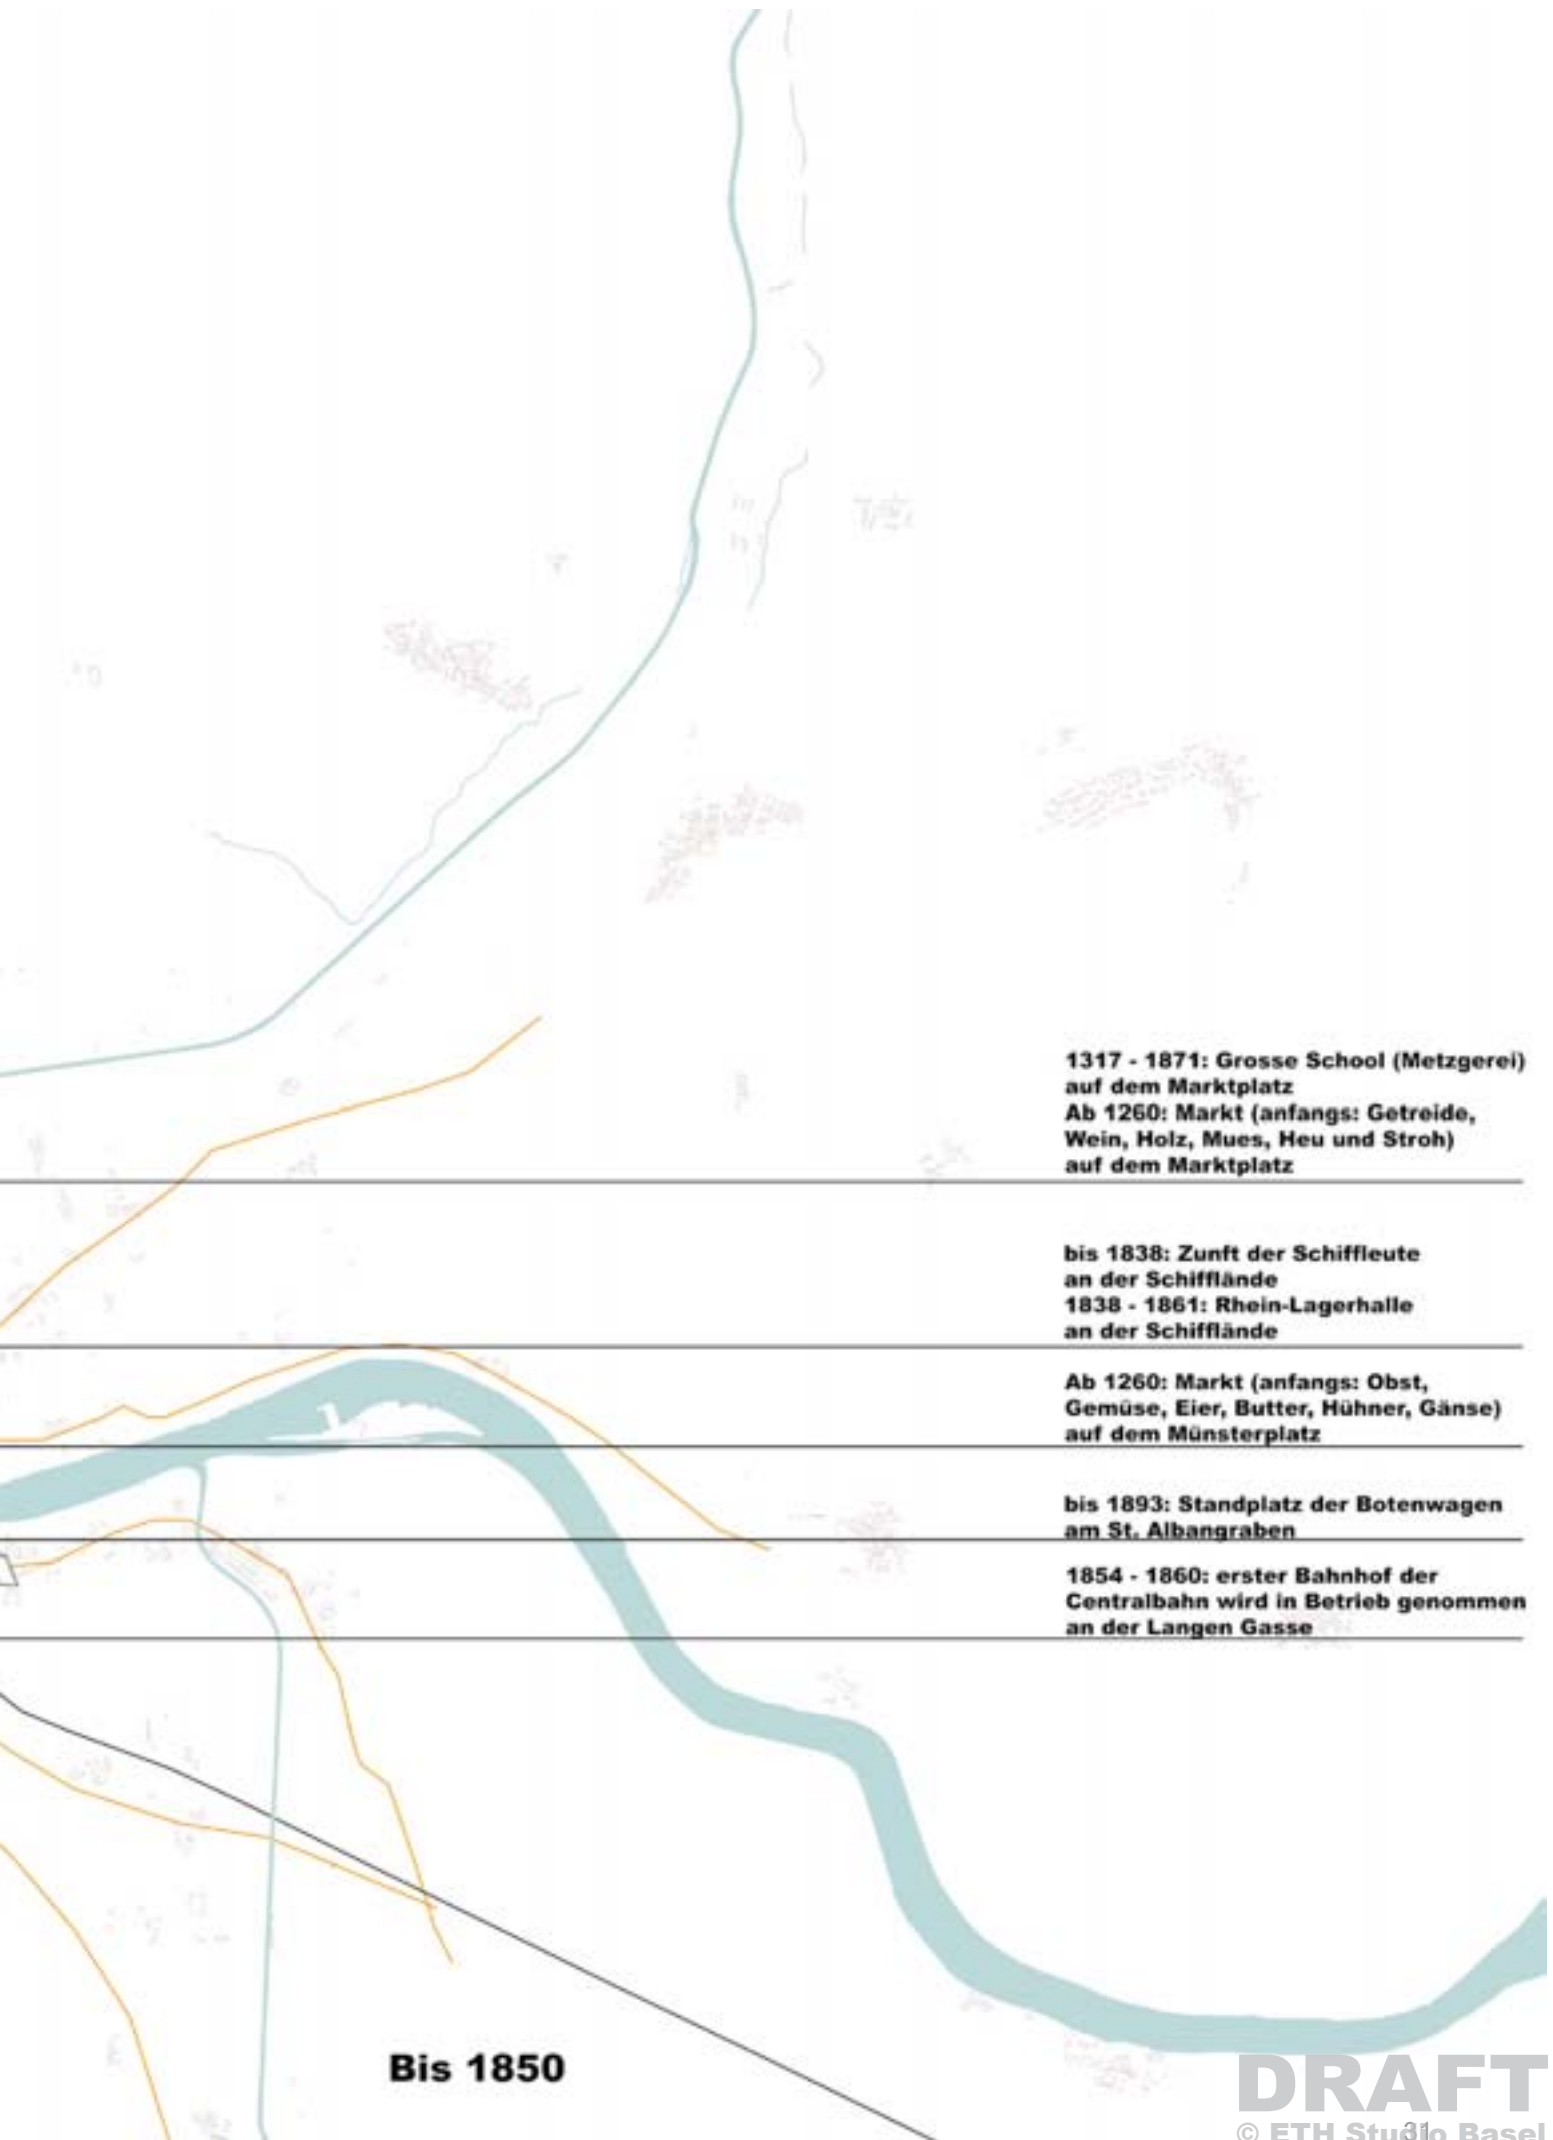 1317 - 1871: Grosse School (Metzgerei)
auf dem Marktplatz
Ab 1260: Markt (anfangs: Getreide,
Wein, Holz, Mues, Heu und Stroh)
auf dem Marktplatz
bis 1838: Zunft der Schiffleute
an der Schifflände
1838 - 1861: Rhein-Lagerhalle
an der Schifflände
Ab 1260: Markt (anfangs: Obst,
Gemüse, Eier, Butter, Hühner, Gänse)
auf dem Münsterplatz
bis 1893: Standplatz der Botenwagen
am St. Albangraben
1854 - 1860: erster Bahnhof der
Centralbahn wird in Betrieb genommen
an der Langen Gasse
Bis 1850
DRAFT
© ETH Studio Basel
31